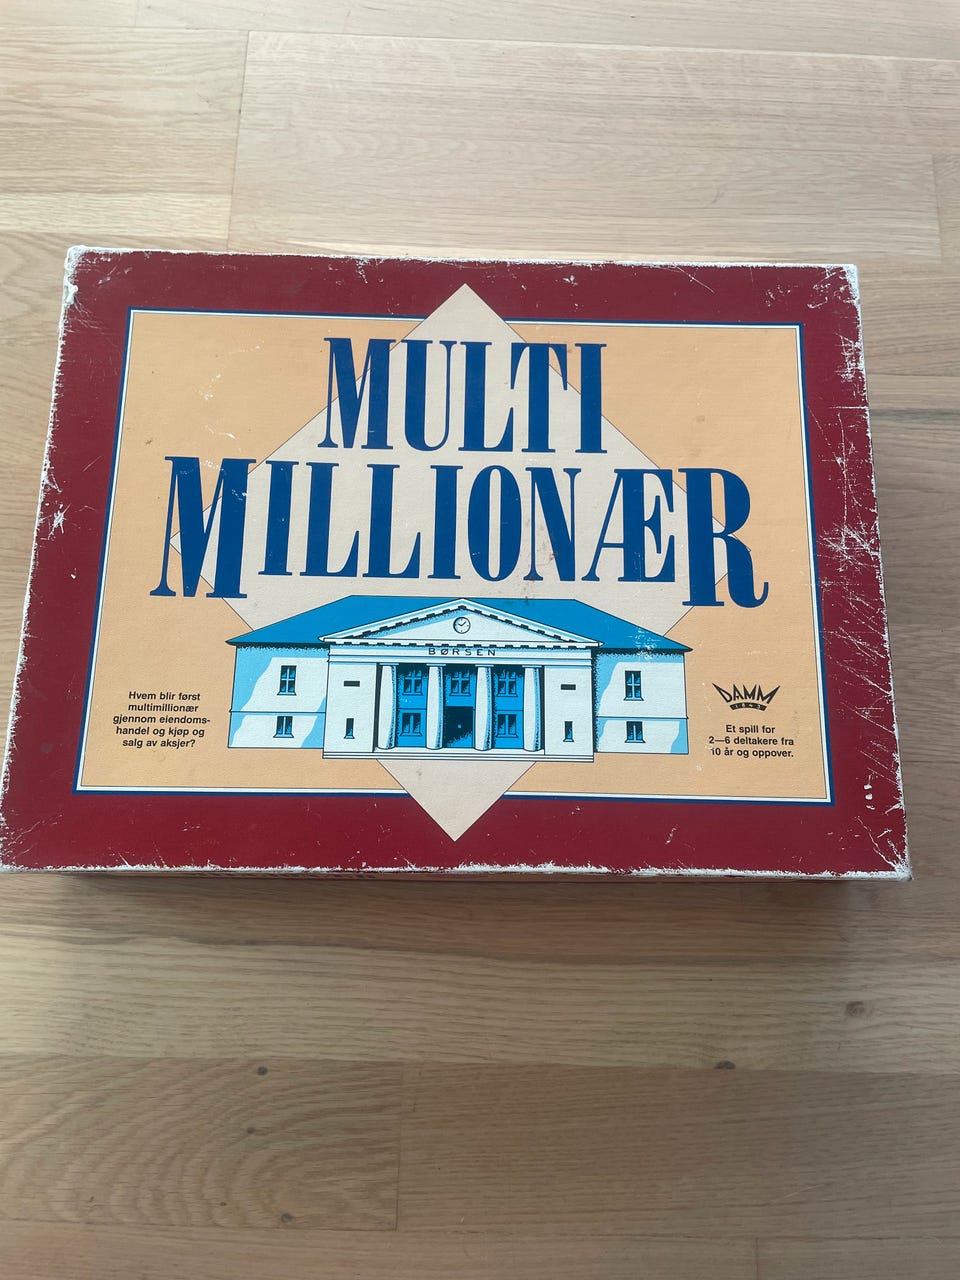 MULTI
MILLIONÆR
BØRSEN
Hvem blir først
multimillionær
gjennom eiendoms-
handel og kjøp og
salg av aksjer?
DAMM
1843
Et spill for
2—6 deltakere fra
10 år og oppover.